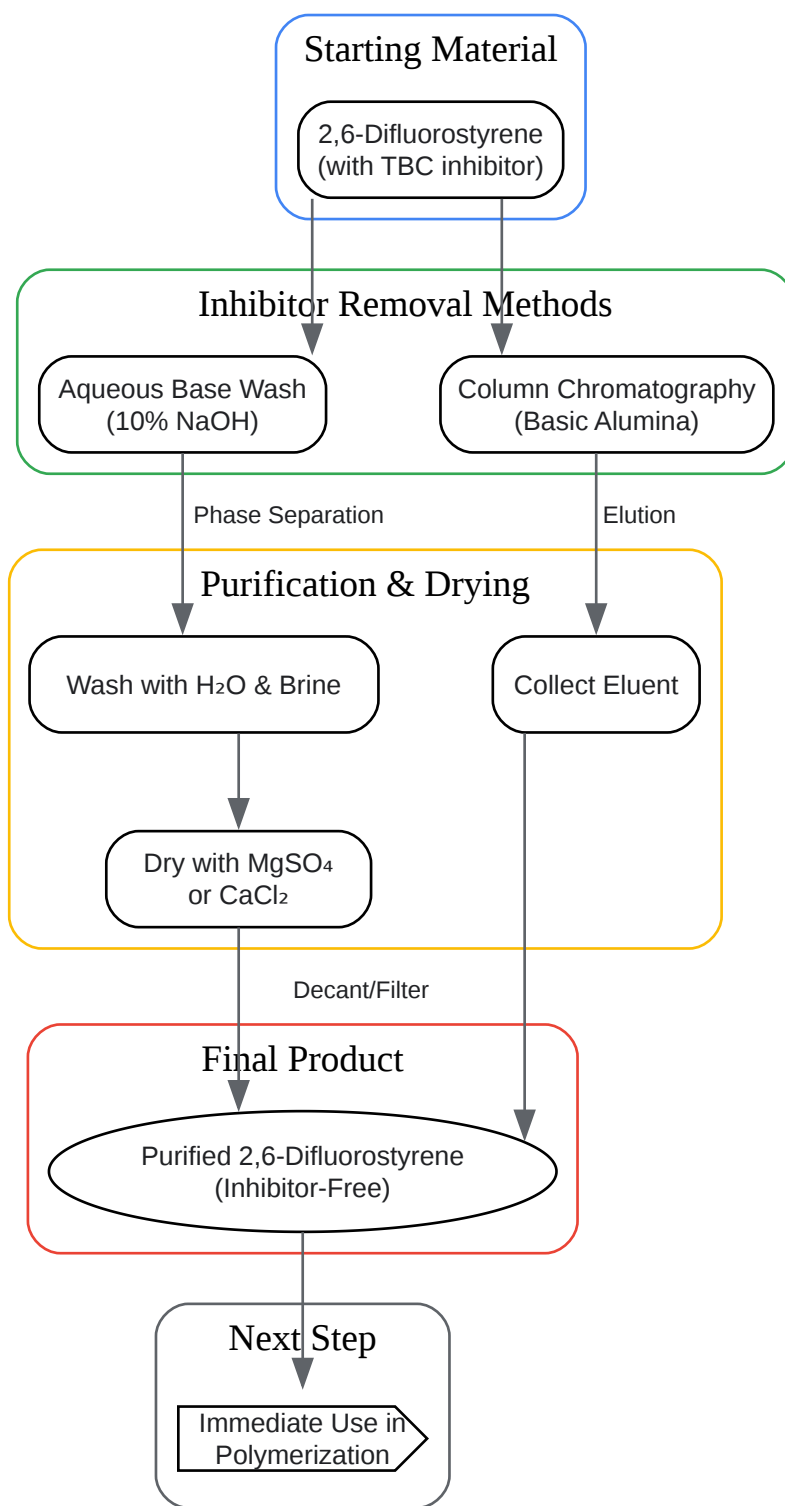 Starting Material
2,6-Difluorostyrene
(with TBC inhibitor)
Inhibitor Removal Methods
Aqueous Base Wash
(10% NaOH)
Column Chromatography
(Basic Alumina)
Phase Separation
Elution
Purification & Drying
Wash with H₂O & Brine
Collect Eluent
Dry with MgSO₄
or CaCl₂
Decant/Filter
Final Product
Purified 2,6-Difluorostyrene
(Inhibitor-Free)
Next Step
Immediate Use in
Polymerization